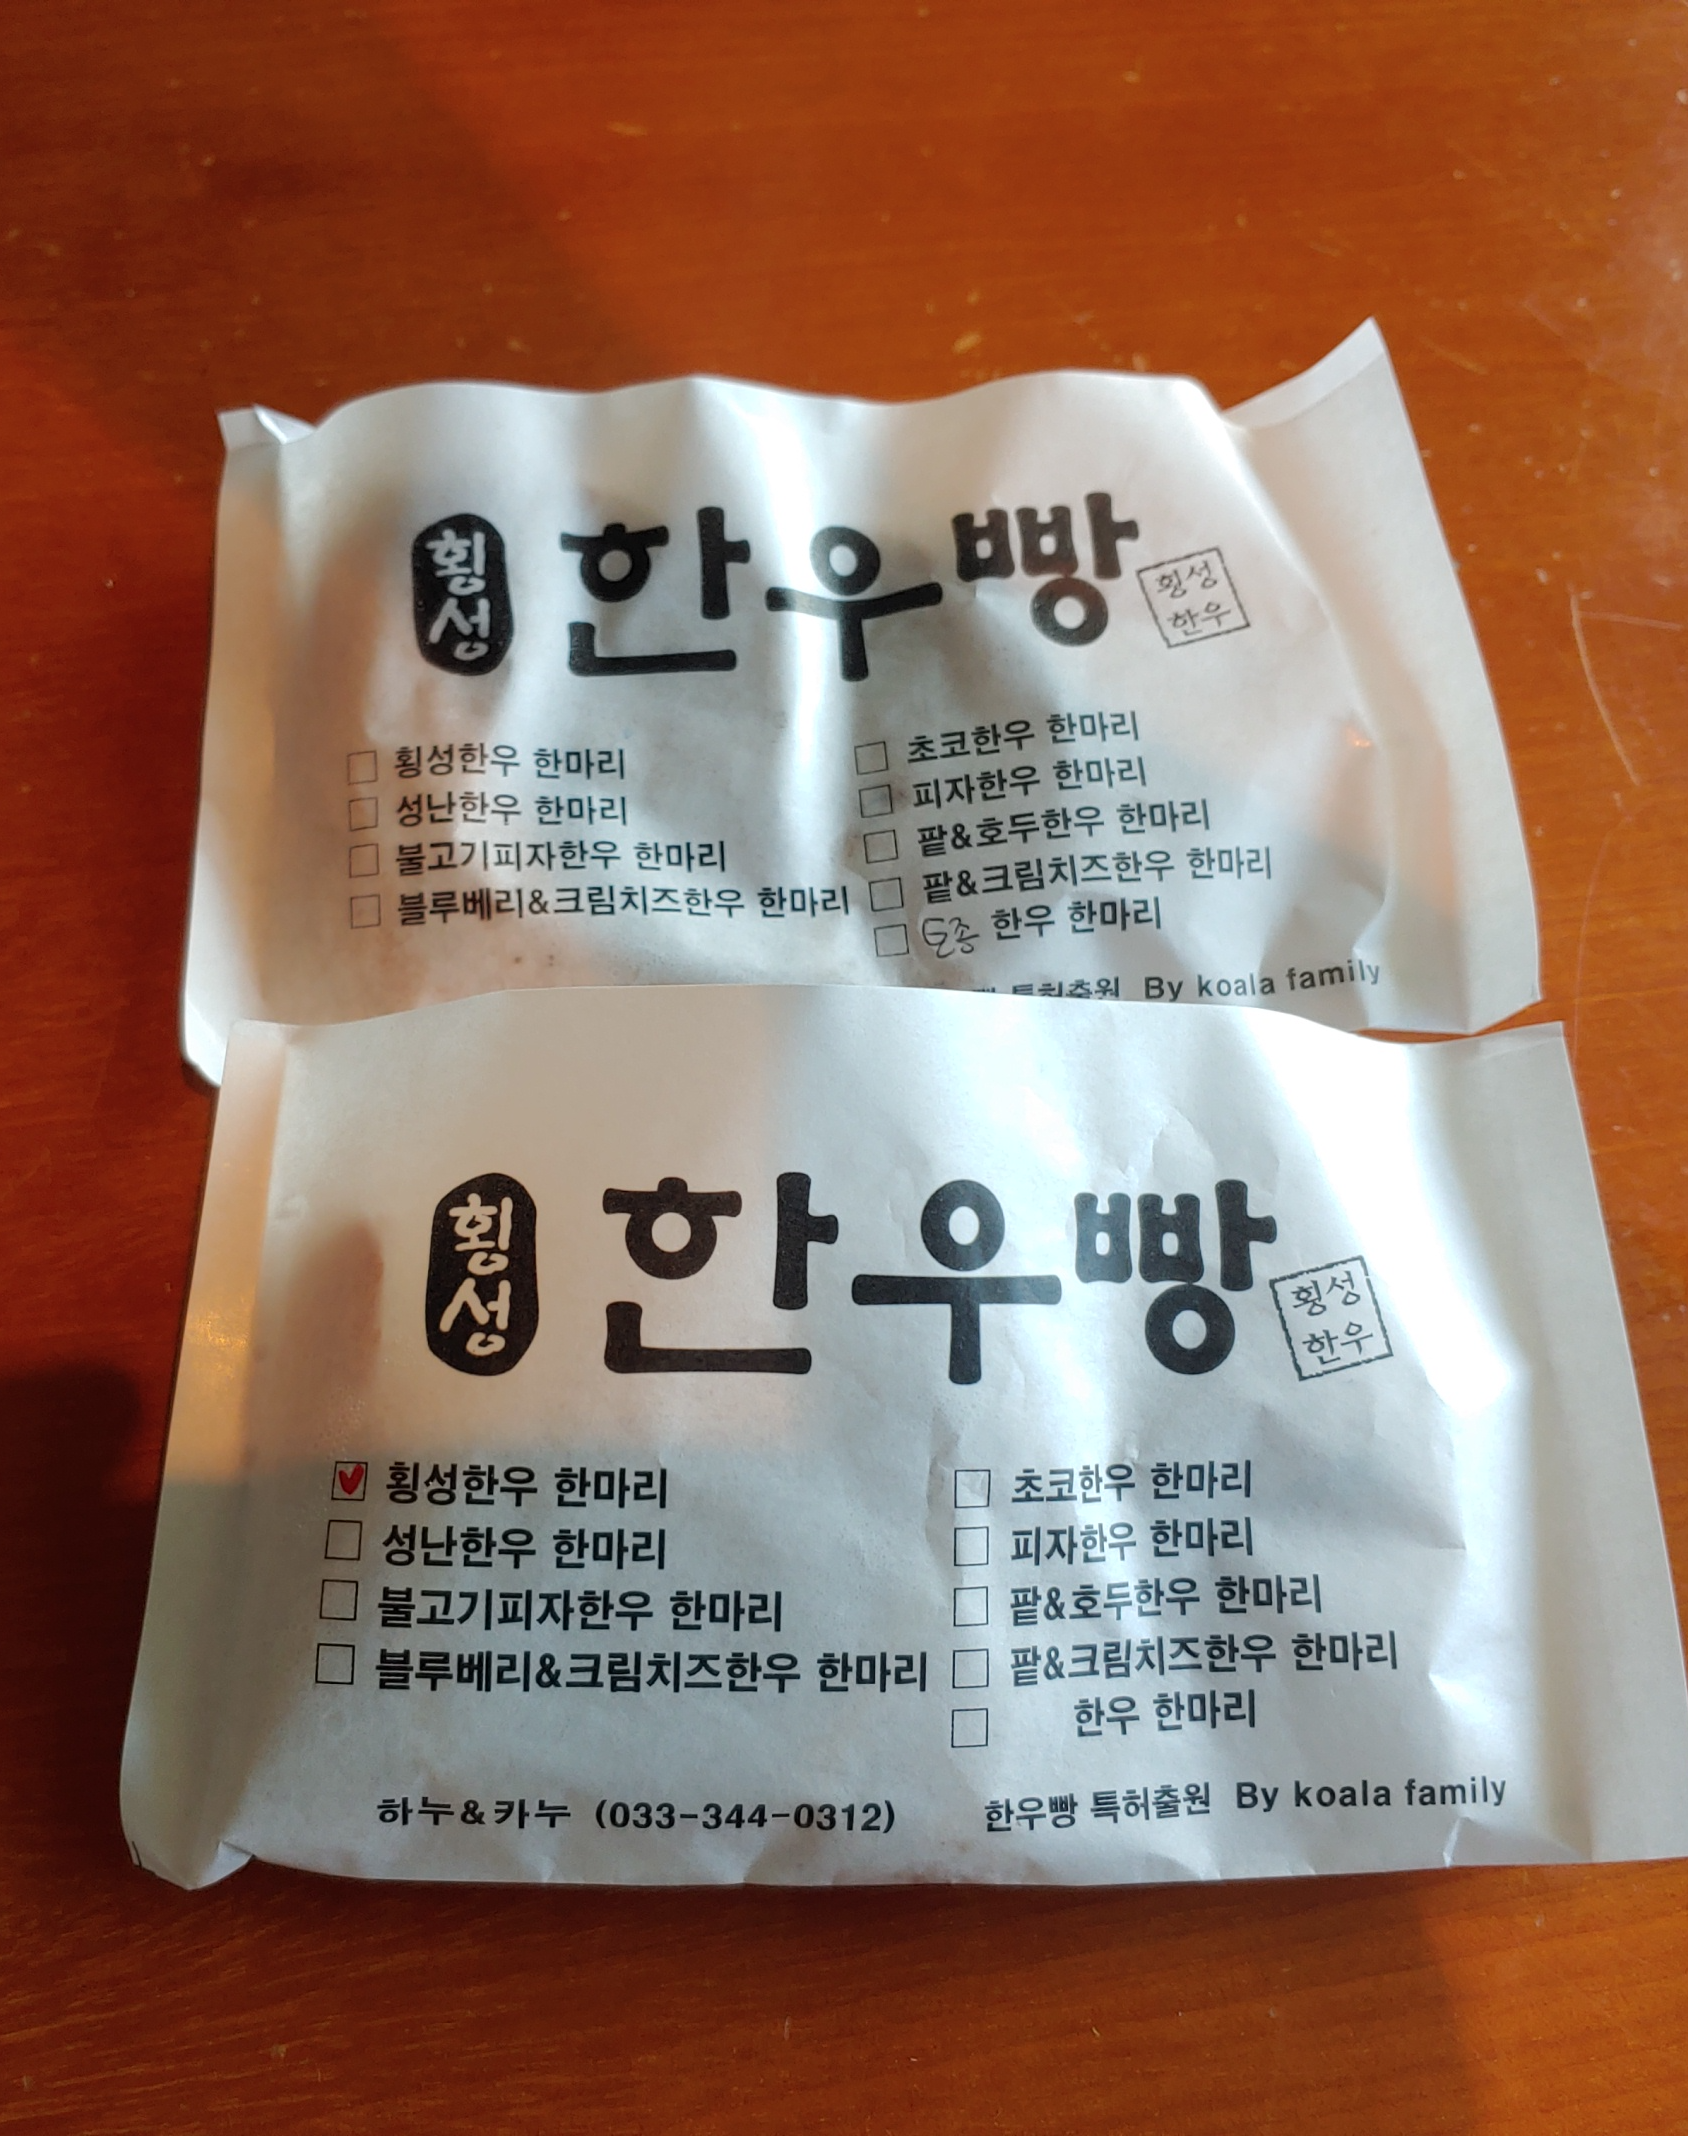 횡성 한우빵 횡성 한우
횡성한우 한마리
성난한우 한마리
불고기피자한우 한마리
블루베리&크림치즈한우 한마리
초코한우 한마리
피자한우 한마리
팥&호두한우 한마리
팥&크림치즈한우 한마리
토종 한우 한마리
특허출원 By koala family
횡성 한우빵 횡성 한우
횡성한우 한마리
성난한우 한마리
불고기피자한우 한마리
블루베리&크림치즈한우 한마리
초코한우 한마리
피자한우 한마리
팥&호두한우 한마리
팥&크림치즈한우 한마리
한우 한마리
하누&카누 (033-344-0312)
한우빵 특허출원 By koala family